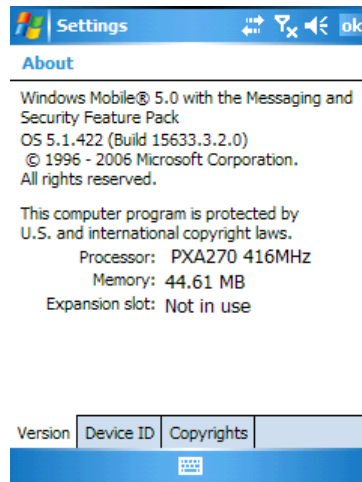 Settings
ok
About
Windows Mobile® 5.0 with the Messaging and
Security Feature Pack
OS 5.1.422 (Build 15633.3.2.0)
© 1996 - 2006 Microsoft Corporation.
All rights reserved.
This computer program is protected by
U.S. and international copyright laws.
Processor: PXA270 416MHz
Memory: 44.61 MB
Expansion slot: Not in use
Version Device ID Copyrights